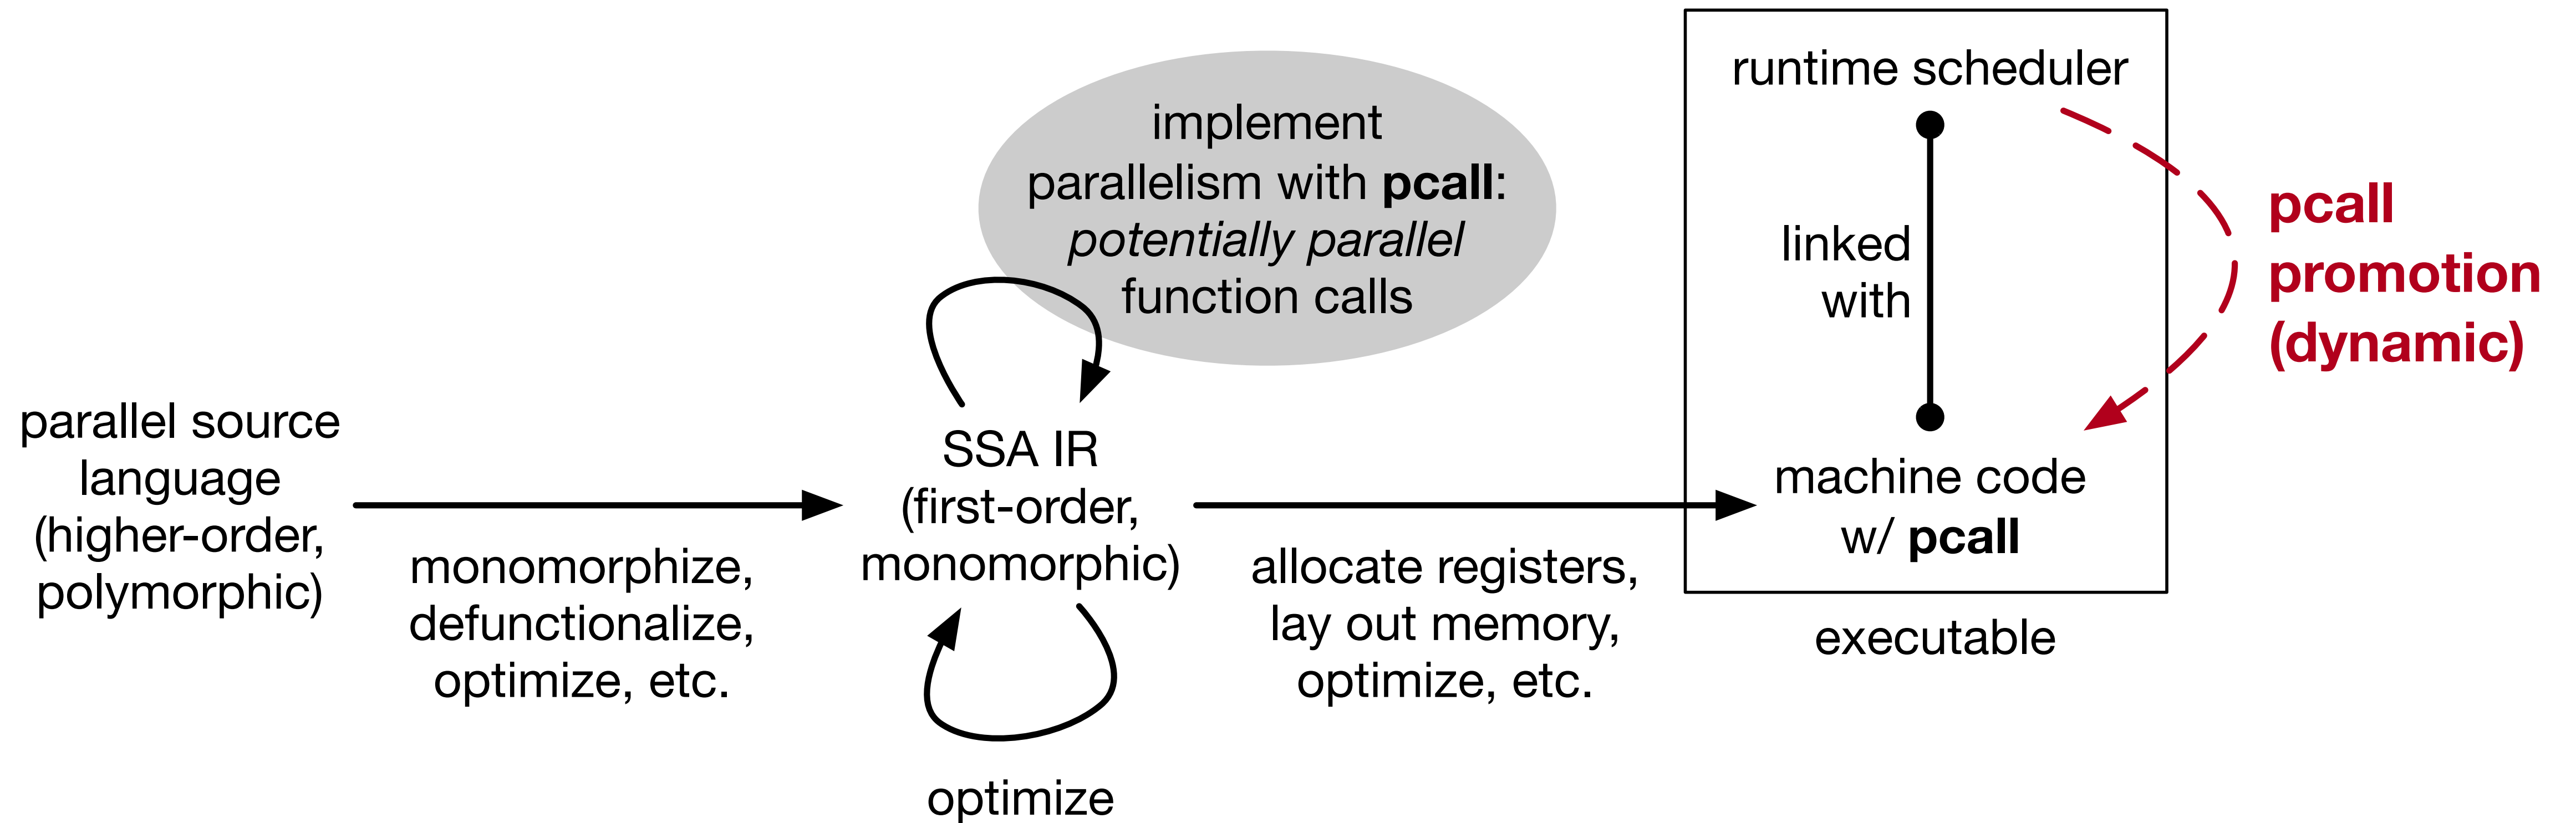 parallel source
language
(higher-order,
polymorphic)
monomorphize,
defunctionalize,
optimize, etc.
implement
parallelism with pcall:
potentially parallel
function calls
SSA IR
(first-order,
monomorphic)
optimize
allocate registers,
lay out memory,
optimize, etc.
runtime scheduler
linked
with
machine code
w/ pcall
executable
pcall
promotion
(dynamic)